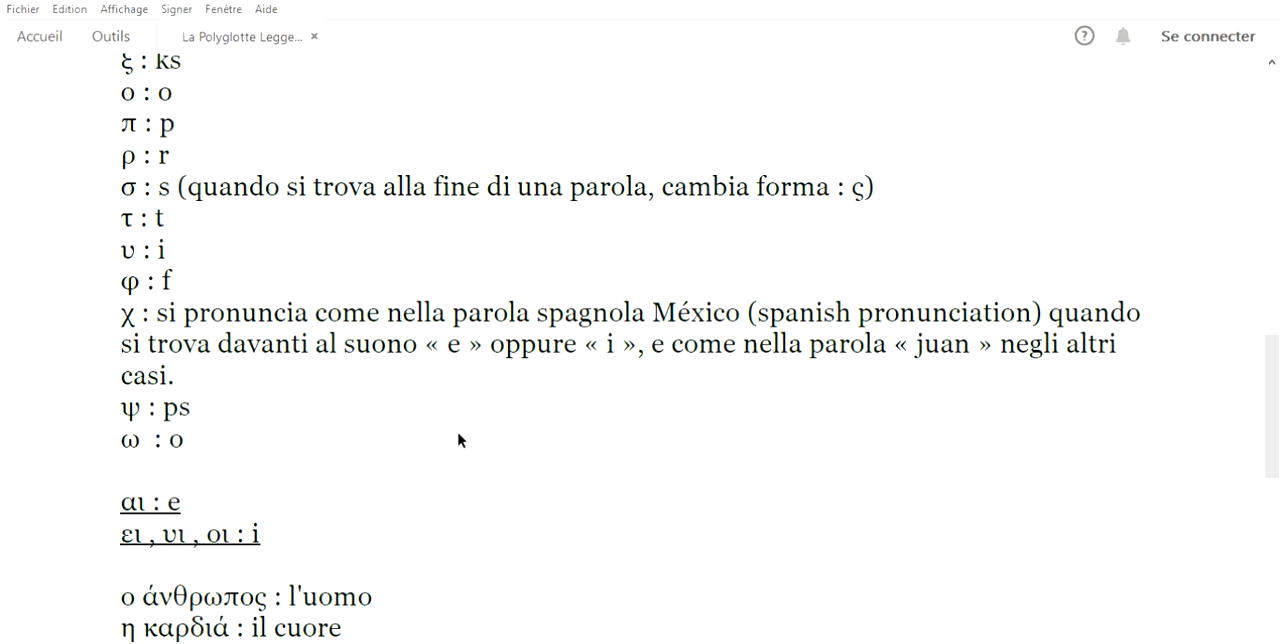 Fichier Edition Affichage Signer Fenêtre Aide
Accueil Outils La Polyglotte Legge... × ? Se connecter
ξ : ks
ο : o
π : p
ρ : r
σ : s (quando si trova alla fine di una parola, cambia forma : ς)
τ : t
υ : i
φ : f
χ : si pronuncia come nella parola spagnola México (spanish pronunciation) quando
si trova davanti al suono « e » oppure « i », e come nella parola « juan » negli altri
casi.
ψ : ps
ω : o
αι : e
ει , υι , οι : i
ο άνθρωπος : l'uomo
η καρδιά : il cuore